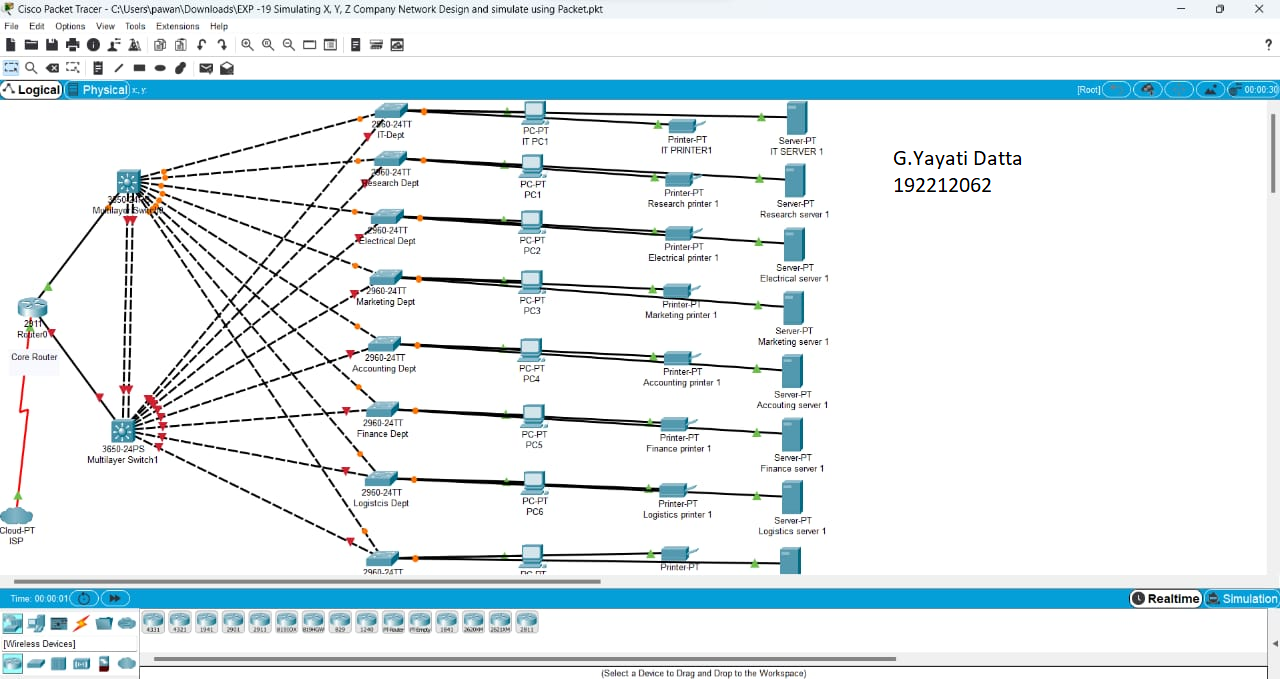 Cisco Packet Tracer - C:\Users\pawan\Downloads\EXP -19 Simulating X, Y, Z Company Network Design and simulate using Packet.pkt
File Edit Options View Tools Extensions Help
?
Logical Physical x, y:
[Root] 00:00:30
G.Yayati Datta
192212062
2960-24TT
IT-Dept
PC-PT
IT PC1
Printer-PT
IT PRINTER1
Server-PT
IT SERVER 1
2960-24TT
Research Dept
PC-PT
PC1
Printer-PT
Research printer 1
Server-PT
Research server 1
Multilayer Switch0
2960-24TT
Electrical Dept
PC-PT
PC2
Printer-PT
Electrical printer 1
Server-PT
Electrical server 1
Marketing Dept
PC-PT
PC3
Printer-PT
Marketing printer 1
Server-PT
Marketing server 1
2911
Router0
Core Router
2960-24TT
Accounting Dept
PC-PT
PC4
Printer-PT
Accounting printer 1
Server-PT
Accouting server 1
2960-24TT
Finance Dept
PC-PT
PC5
Printer-PT
Finance printer 1
Server-PT
Finance server 1
3650-24PS
Multilayer Switch1
2960-24TT
Logistcis Dept
PC-PT
PC6
Printer-PT
Logistics printer 1
Server-PT
Logistics server 1
Cloud-PT
ISP
2960-24TT
PC-PT
Printer-PT
Time: 00:00:01
Realtime Simulation
4331 4321 1941 2901 2911 819IOX 819HGW 829 1240 PT-Router PT-Empty 1841 2620XM 2621XM 2811
[Wireless Devices]
(Select a Device to Drag and Drop to the Workspace)